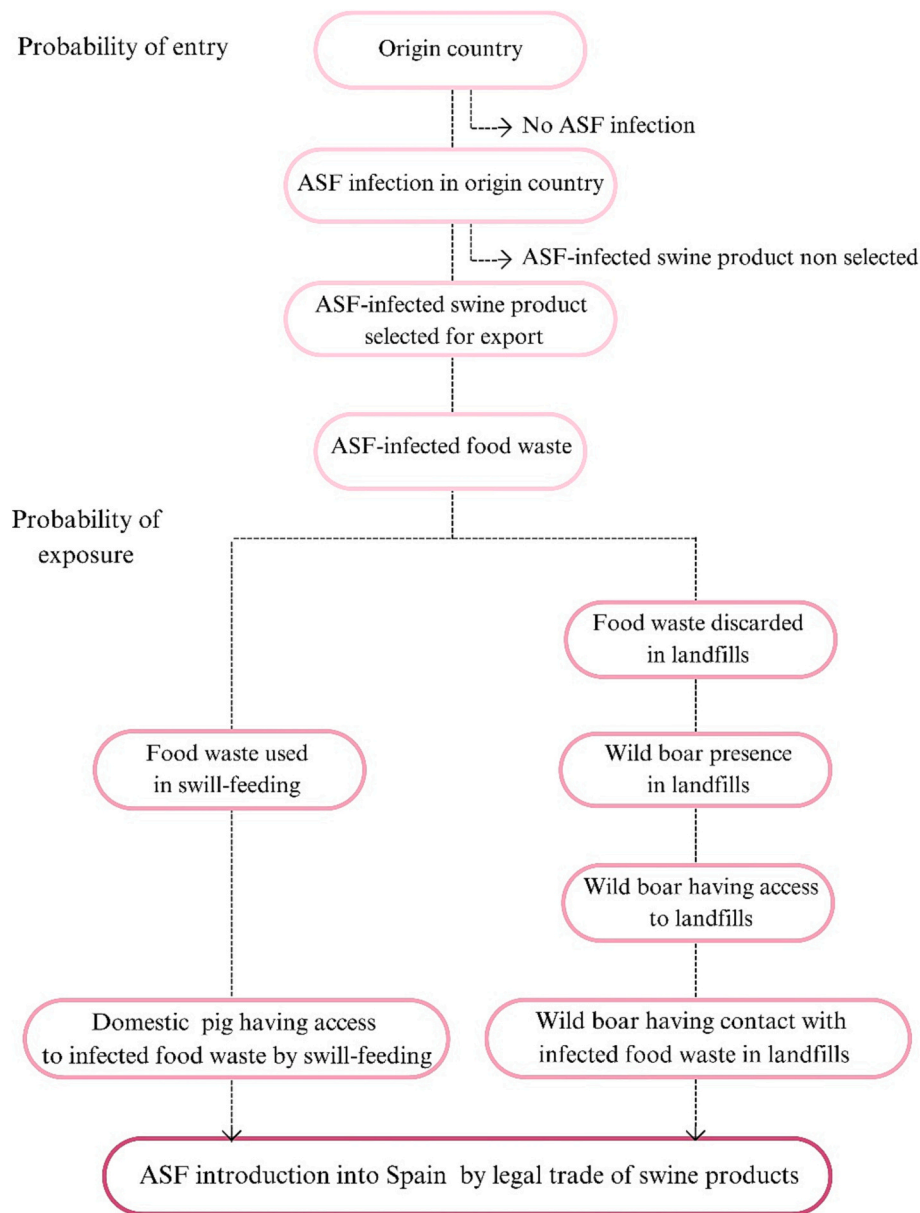 Probability of entry
Origin country
No ASF infection
ASF infection in origin country
ASF-infected swine product non selected
ASF-infected swine product
selected for export
ASF-infected food waste
Probability of
exposure
Food waste discarded
in landfills
Food waste used
in swill-feeding
Wild boar presence
in landfills
Wild boar having access
to landfills
Domestic pig having access
to infected food waste by swill-feeding
Wild boar having contact with
infected food waste in landfills
ASF introduction into Spain by legal trade of swine products